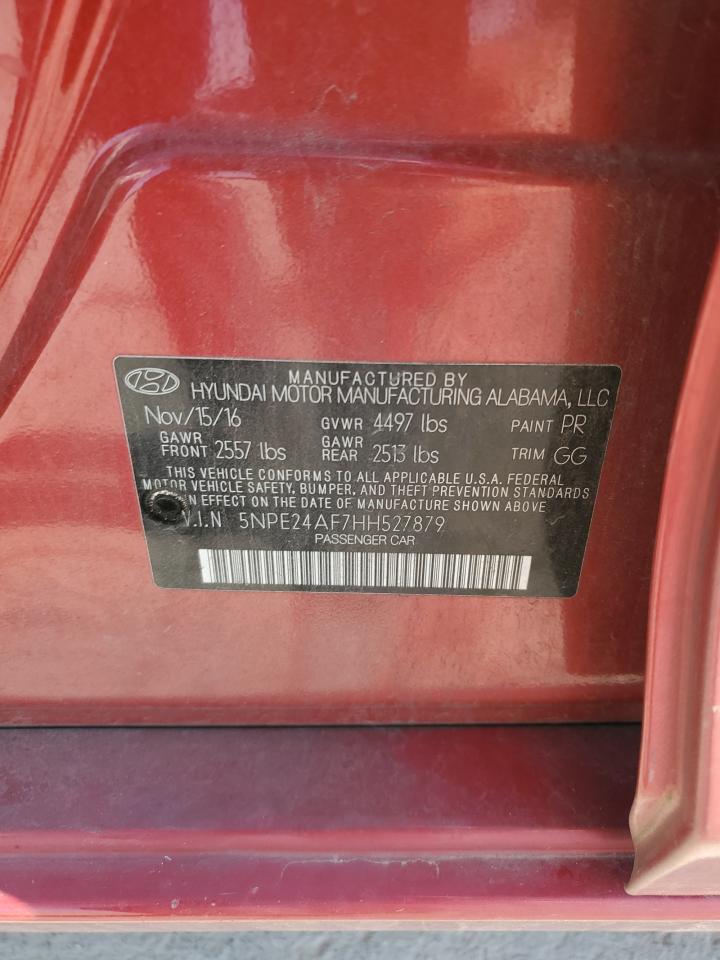 MANUFACTURED BY
HYUNDAI MOTOR MANUFACTURING ALABAMA, LLC
Nov/15/16 GVWR 4497 lbs PAINT PR
GAWR FRONT 2557 lbs GAWR REAR 2513 lbs TRIM GG
THIS VEHICLE CONFORMS TO ALL APPLICABLE U.S.A. FEDERAL
MOTOR VEHICLE SAFETY, BUMPER, AND THEFT PREVENTION STANDARDS
IN EFFECT ON THE DATE OF MANUFACTURE SHOWN ABOVE
V.I.N 5NPE24AF7HH527879
PASSENGER CAR